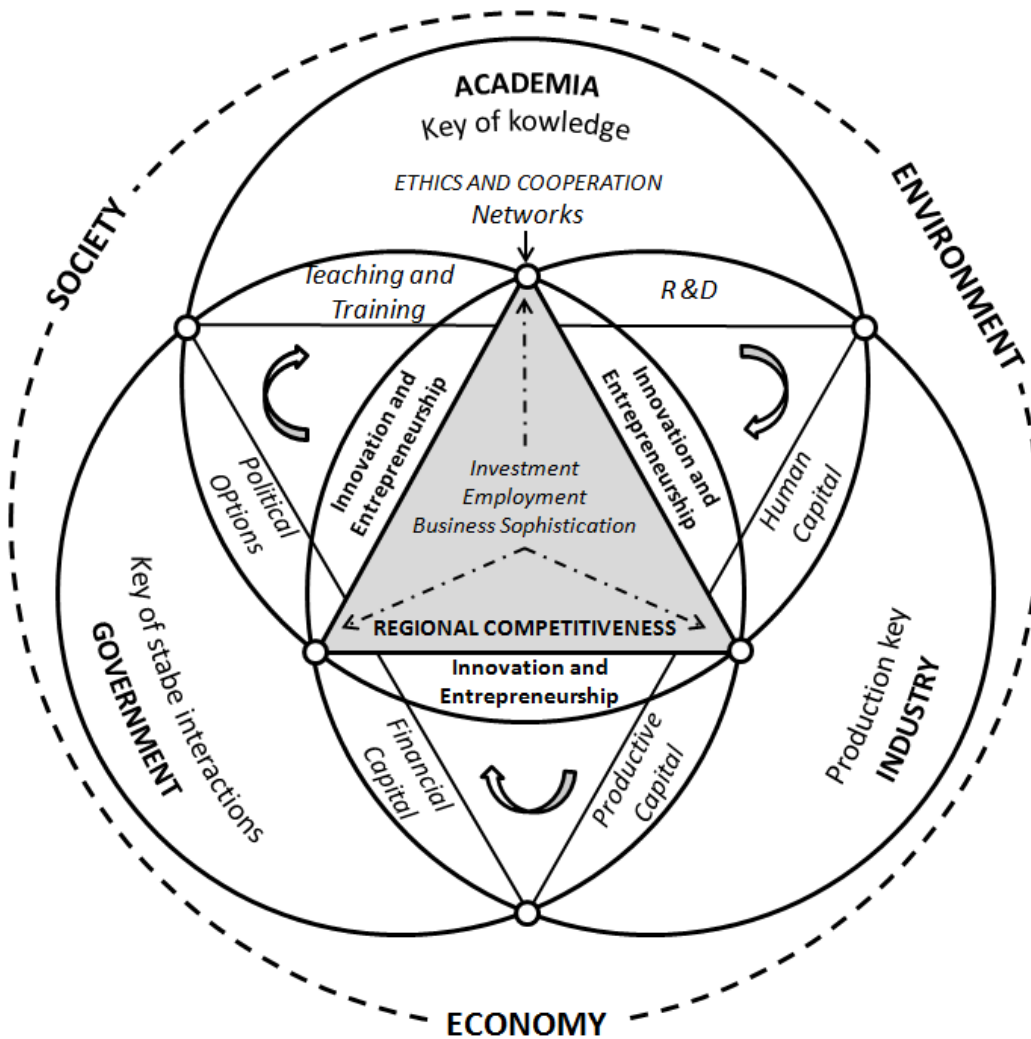 ACADEMIA
Key of kowledge
ETHICS AND COOPERATION
Networks
SOCIETY
ENVIRONMENT
Teaching and
Training
R &D
Innovation and
Entrepreneurship
Innovation and
Entrepreneurship
Political
OPtions
Human
Capital
Investment
Employment
Business Sophistication
REGIONAL COMPETITIVENESS
Innovation and
Entrepreneurship
Key of stabe interactions
GOVERNMENT
Production key
INDUSTRY
Financial
Capital
Productive
Capital
ECONOMY